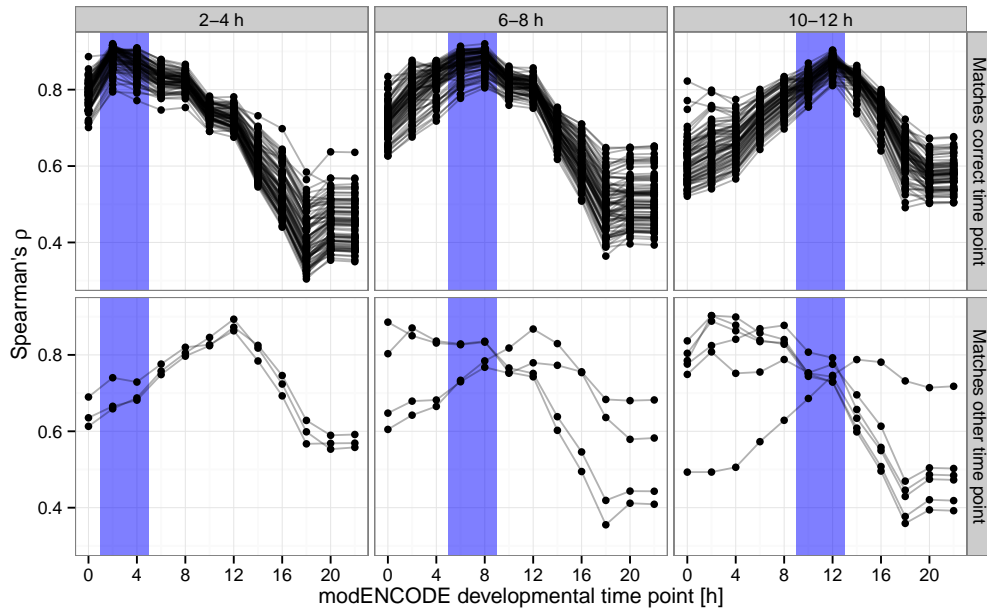 2−4 h 6−8 h 10−12 h
Spearman's ρ
0.8
0.6
0.4
Matches correct time point
0.8
0.6
0.4
Matches other time point
0 4 8 12 16 20 0 4 8 12 16 20 0 4 8 12 16 20
modENCODE developmental time point [h]